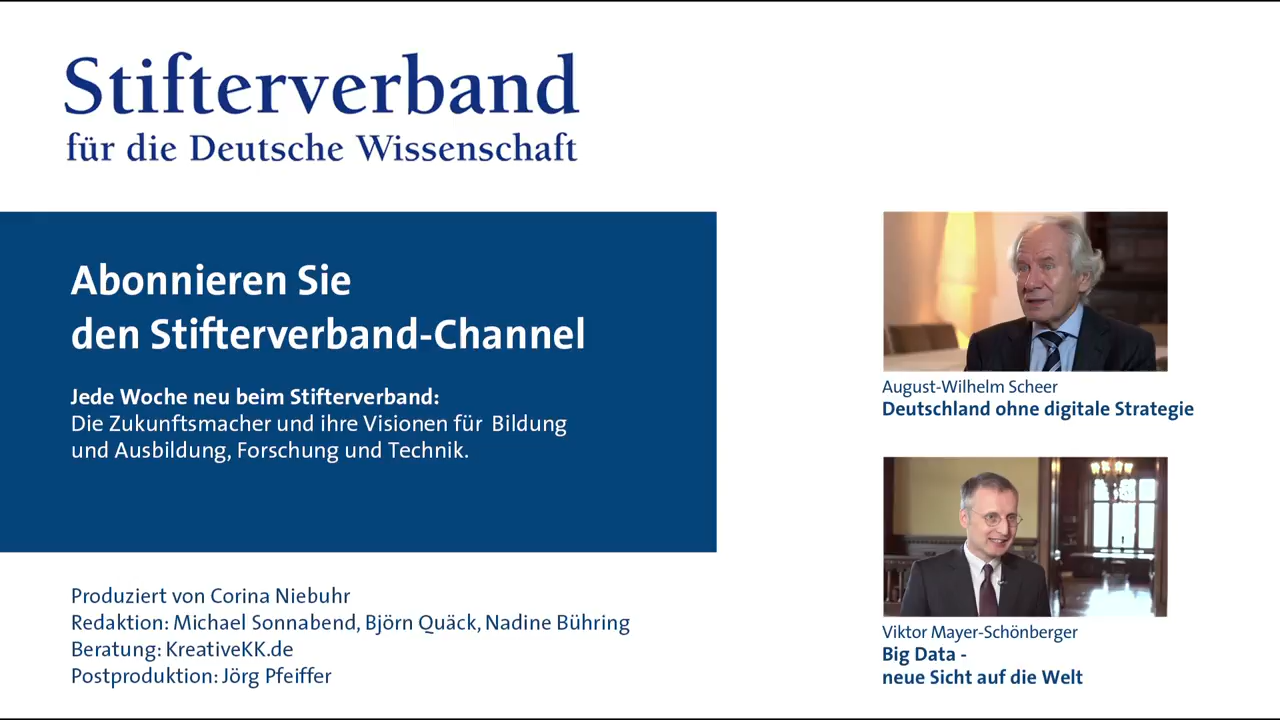 Stifterverband
für die Deutsche Wissenschaft
Abonnieren Sie
den Stifterverband-Channel
Jede Woche neu beim Stifterverband:
Die Zukunftsmacher und ihre Visionen für Bildung
und Ausbildung, Forschung und Technik.
Produziert von Corina Niebuhr
Redaktion: Michael Sonnabend, Björn Quäck, Nadine Bühring
Beratung: KreativeKK.de
Postproduktion: Jörg Pfeiffer
August-Wilhelm Scheer
Deutschland ohne digitale Strategie
Viktor Mayer-Schönberger
Big Data -
neue Sicht auf die Welt